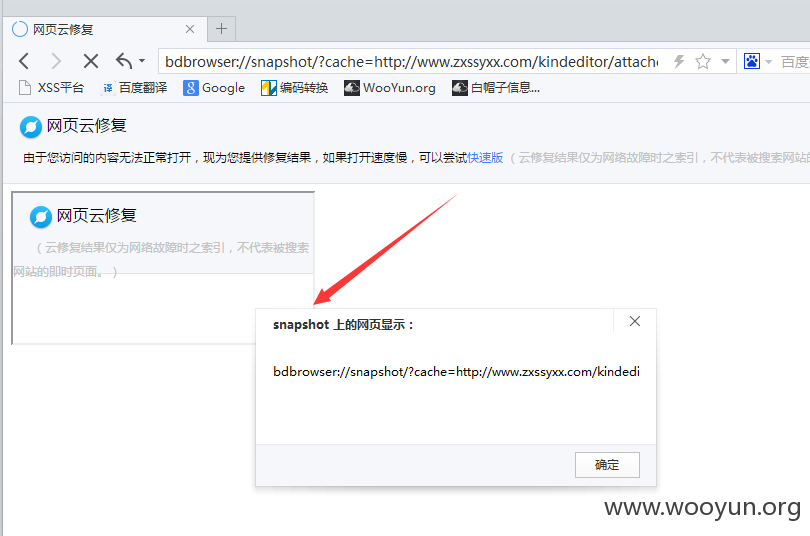 网页云修复
bdbrowser://snapshot/?cache=http://www.zxssyxx.com/kindeditor/attache
百度
XSS平台 百度翻译 Google 编码转换 WooYun.org 白帽子信息...
网页云修复
由于您访问的内容无法正常打开，现为您提供修复结果，如果打开速度慢，可以尝试快速版（云修复结果仅为网络故障时之索引，不代表被搜索网站的
网页云修复
（云修复结果仅为网络故障时之索引，不代表被搜索
网站的即时页面。）
snapshot 上的网页显示：
bdbrowser://snapshot/?cache=http://www.zxssyxx.com/kindedi
确定
www.wooyun.org